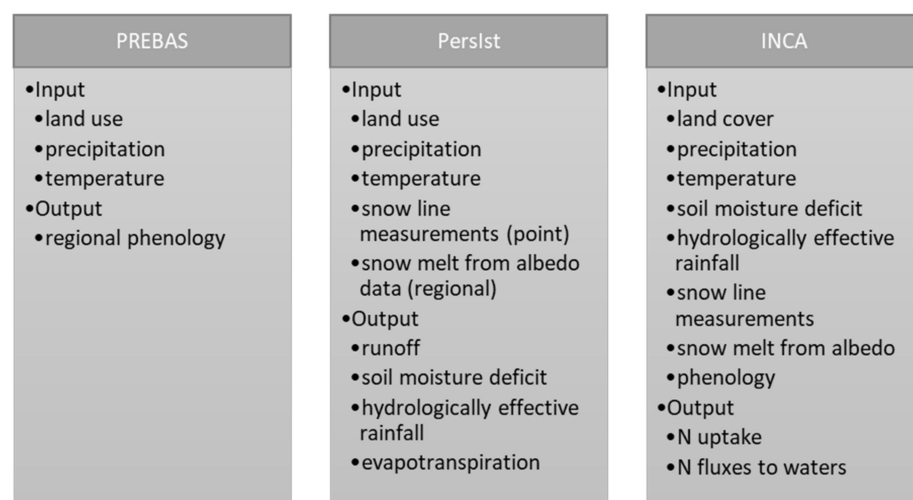 PREBAS
•Input
•land use
•precipitation
•temperature
•Output
•regional phenology
PersIst
•Input
•land use
•precipitation
•temperature
•snow line
measurements (point)
•snow melt from albedo
data (regional)
•Output
•runoff
•soil moisture deficit
•hydrologically effective
rainfall
•evapotranspiration
INCA
•Input
•land cover
•precipitation
•temperature
•soil moisture deficit
•hydrologically effective
rainfall
•snow line
measurements
•snow melt from albedo
•phenology
•Output
•N uptake
•N fluxes to waters